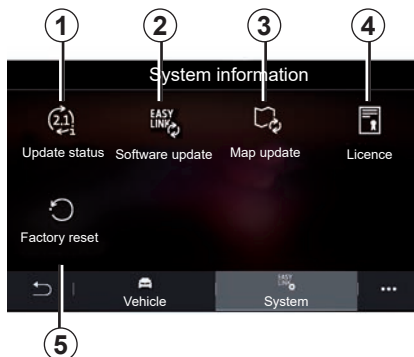 1 2 3 4
System information
2.1 i EASY LINK
Update status Software update Map update Licence
Factory reset
Vehicle EASY LINK System ...
5